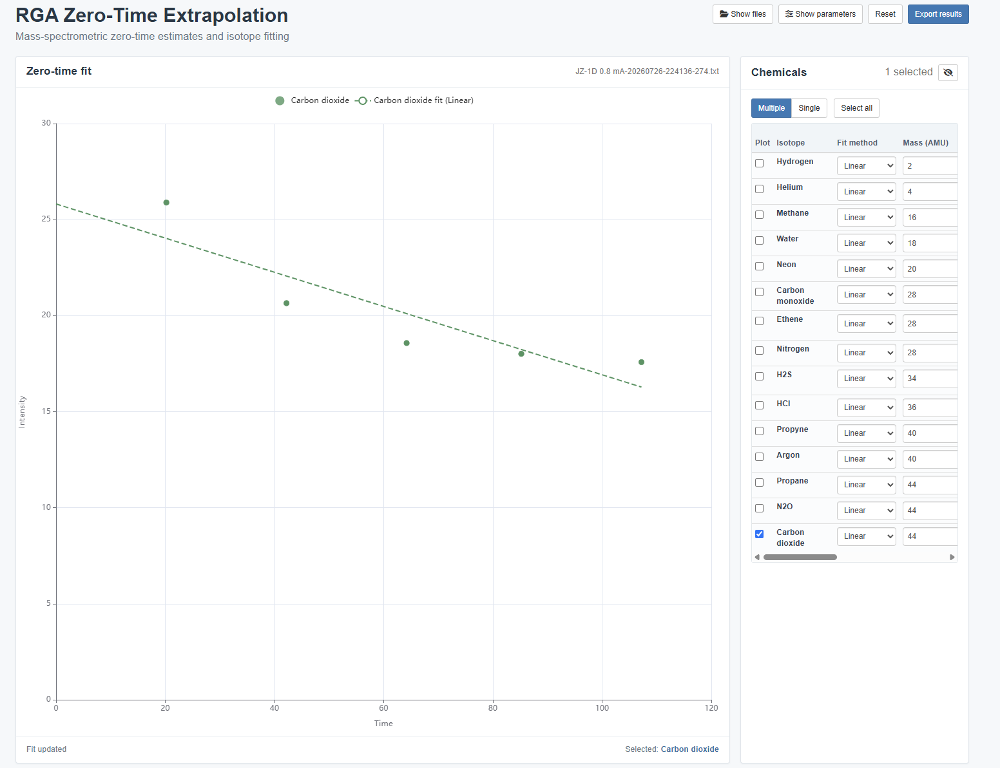 RGA Zero-Time Extrapolation
Mass-spectrometric zero-time estimates and isotope fitting
Show files
Show parameters
Reset
Export results
Zero-time fit
JZ-1D 0.8 mA-20260726-224136-274.txt
Carbon dioxide
Carbon dioxide fit (Linear)
30
25
20
15
10
5
0
Intensity
0 20 40 60 80 100 120
Time
Fit updated
Selected: Carbon dioxide
Chemicals
1 selected
Multiple
Single
Select all
Plot Isotope Fit method Mass (AMU)
Hydrogen Linear 2
Helium Linear 4
Methane Linear 16
Water Linear 18
Neon Linear 20
Carbon monoxide Linear 28
Ethene Linear 28
Nitrogen Linear 28
H2S Linear 34
HCl Linear 36
Propyne Linear 40
Argon Linear 40
Propane Linear 44
N2O Linear 44
Carbon dioxide Linear 44